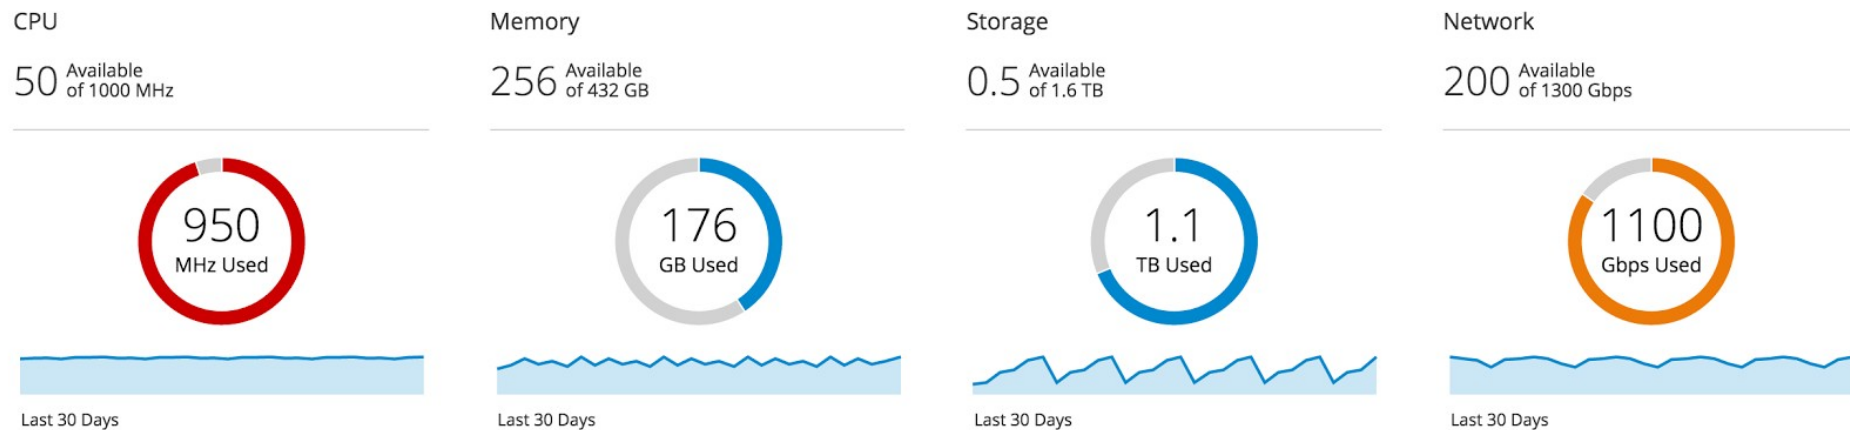 CPU
50 Available
of 1000 MHz
950
MHz Used
Last 30 Days
Memory
256 Available
of 432 GB
176
GB Used
Last 30 Days
Storage
0.5 Available
of 1.6 TB
1.1
TB Used
Last 30 Days
Network
200 Available
of 1300 Gbps
1100
Gbps Used
Last 30 Days